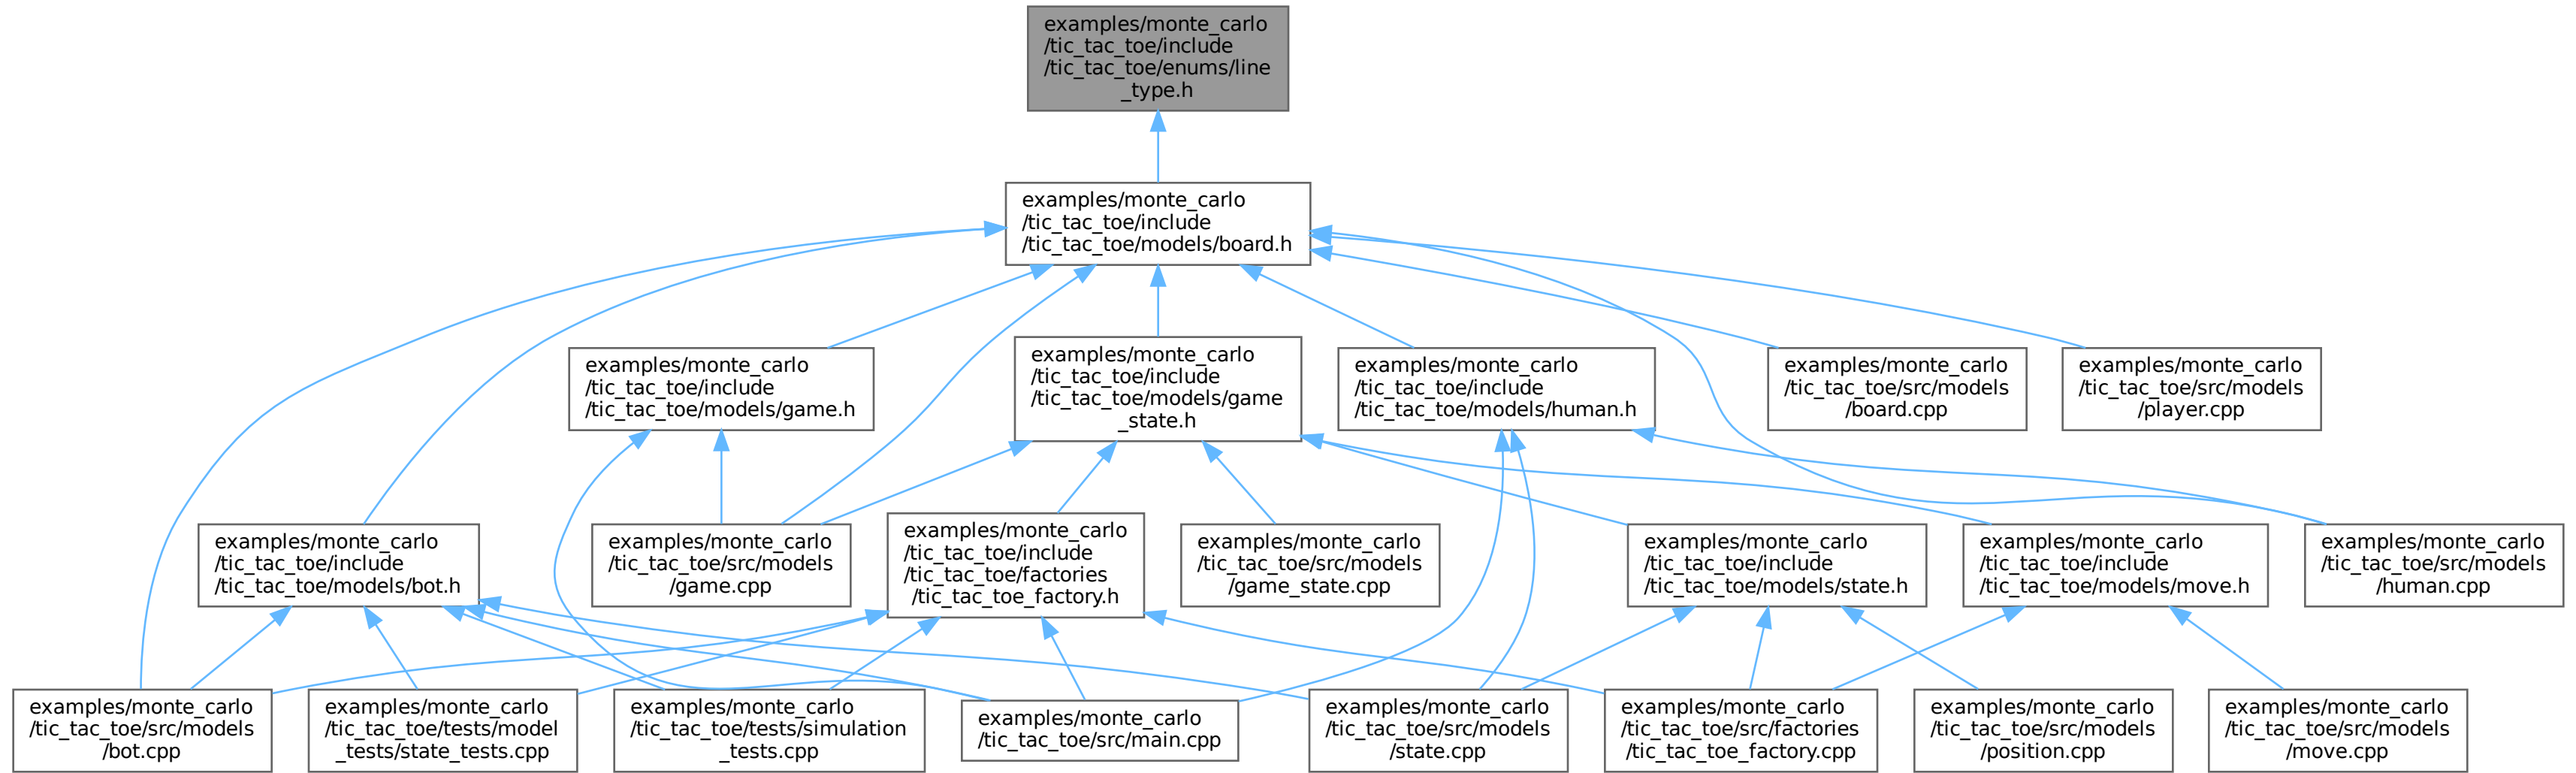 examples/monte_carlo
/tic_tac_toe/include
/tic_tac_toe/enums/line
_type.h
examples/monte_carlo
/tic_tac_toe/include
/tic_tac_toe/models/board.h
examples/monte_carlo
/tic_tac_toe/include
/tic_tac_toe/models/game.h
examples/monte_carlo
/tic_tac_toe/include
/tic_tac_toe/models/game
_state.h
examples/monte_carlo
/tic_tac_toe/include
/tic_tac_toe/models/human.h
examples/monte_carlo
/tic_tac_toe/src/models
/board.cpp
examples/monte_carlo
/tic_tac_toe/src/models
/player.cpp
examples/monte_carlo
/tic_tac_toe/include
/tic_tac_toe/models/bot.h
examples/monte_carlo
/tic_tac_toe/src/models
/game.cpp
examples/monte_carlo
/tic_tac_toe/include
/tic_tac_toe/factories
/tic_tac_toe_factory.h
examples/monte_carlo
/tic_tac_toe/src/models
/game_state.cpp
examples/monte_carlo
/tic_tac_toe/include
/tic_tac_toe/models/state.h
examples/monte_carlo
/tic_tac_toe/include
/tic_tac_toe/models/move.h
examples/monte_carlo
/tic_tac_toe/src/models
/human.cpp
examples/monte_carlo
/tic_tac_toe/src/models
/bot.cpp
examples/monte_carlo
/tic_tac_toe/tests/model
_tests/state_tests.cpp
examples/monte_carlo
/tic_tac_toe/tests/simulation
_tests.cpp
examples/monte_carlo
/tic_tac_toe/src/main.cpp
examples/monte_carlo
/tic_tac_toe/src/models
/state.cpp
examples/monte_carlo
/tic_tac_toe/src/factories
/tic_tac_toe_factory.cpp
examples/monte_carlo
/tic_tac_toe/src/models
/position.cpp
examples/monte_carlo
/tic_tac_toe/src/models
/move.cpp